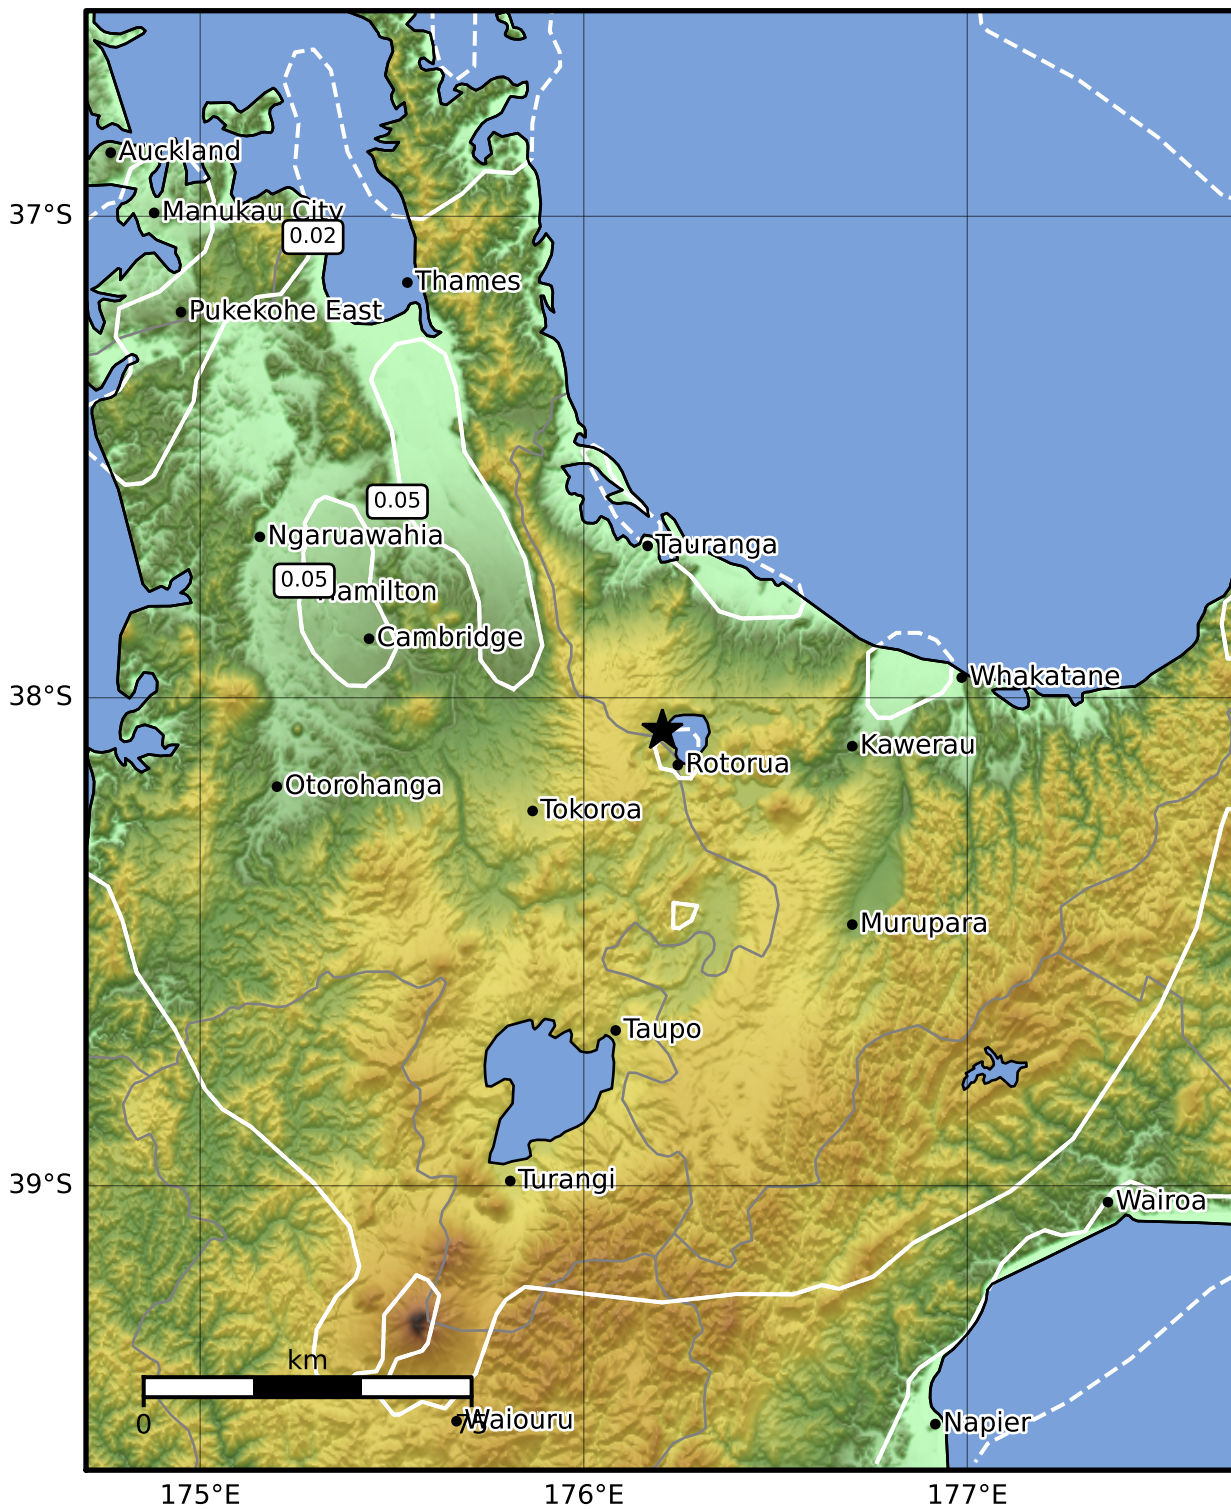 Auckland
Manukau City
37°S
0.02
Thames
Pukekohe East
0.05
Ngaruawahia
Tauranga
0.05
Hamilton
Cambridge
Whakatane
38°S
Kawerau
Rotorua
Otorohanga
Tokoroa
Murupara
Taupo
Turangi
39°S
Wairoa
km
0
75
Waiouru
Napier
175°E
176°E
177°E